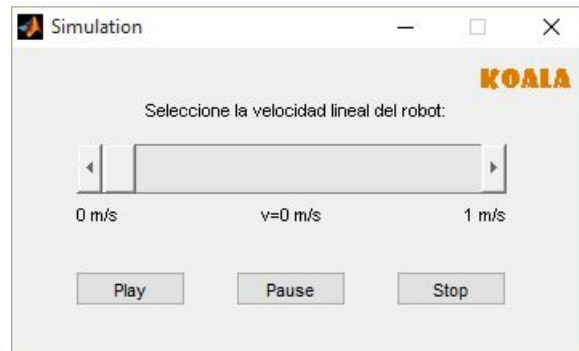 Simulation
KOALA
Seleccione la velocidad lineal del robot:
0 m/s v=0 m/s 1 m/s
Play Pause Stop